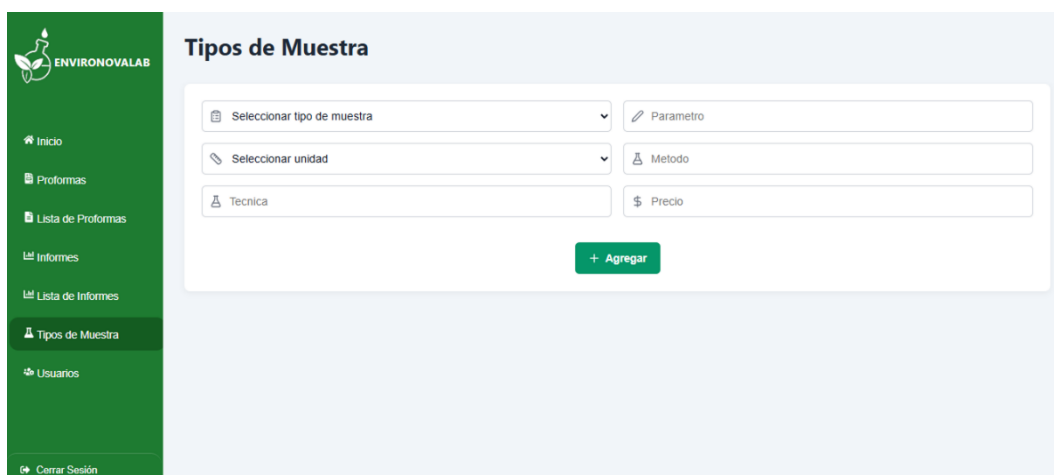 ENVIRONOVALAB
Inicio
Proformas
Lista de Proformas
Informes
Lista de Informes
Tipos de Muestra
Usuarios
Cerrar Sesión
Tipos de Muestra
Seleccionar tipo de muestra
Parametro
Seleccionar unidad
Metodo
Tecnica
$ Precio
+ Agregar